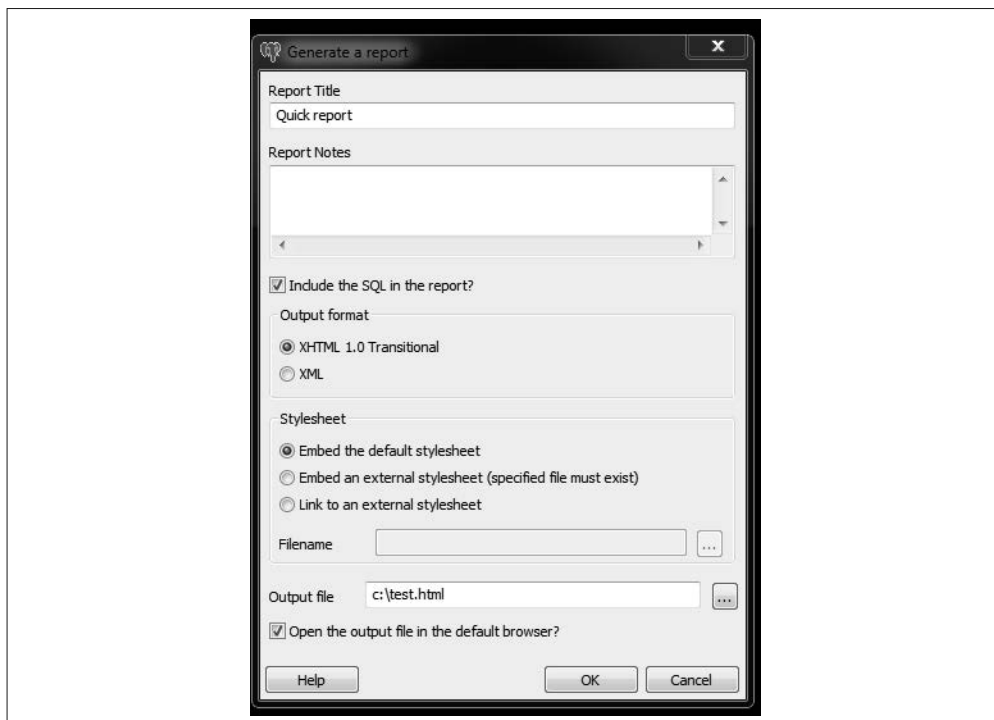 Generate a report
x
Report Title
Quick report
Report Notes
Include the SQL in the report?
Output format
XHTML 1.0 Transitional
XML
Stylesheet
Embed the default stylesheet
Embed an external stylesheet (specified file must exist)
Link to an external stylesheet
Filename
...
Output file
c:\test.html
...
Open the output file in the default browser?
Help
OK
Cancel